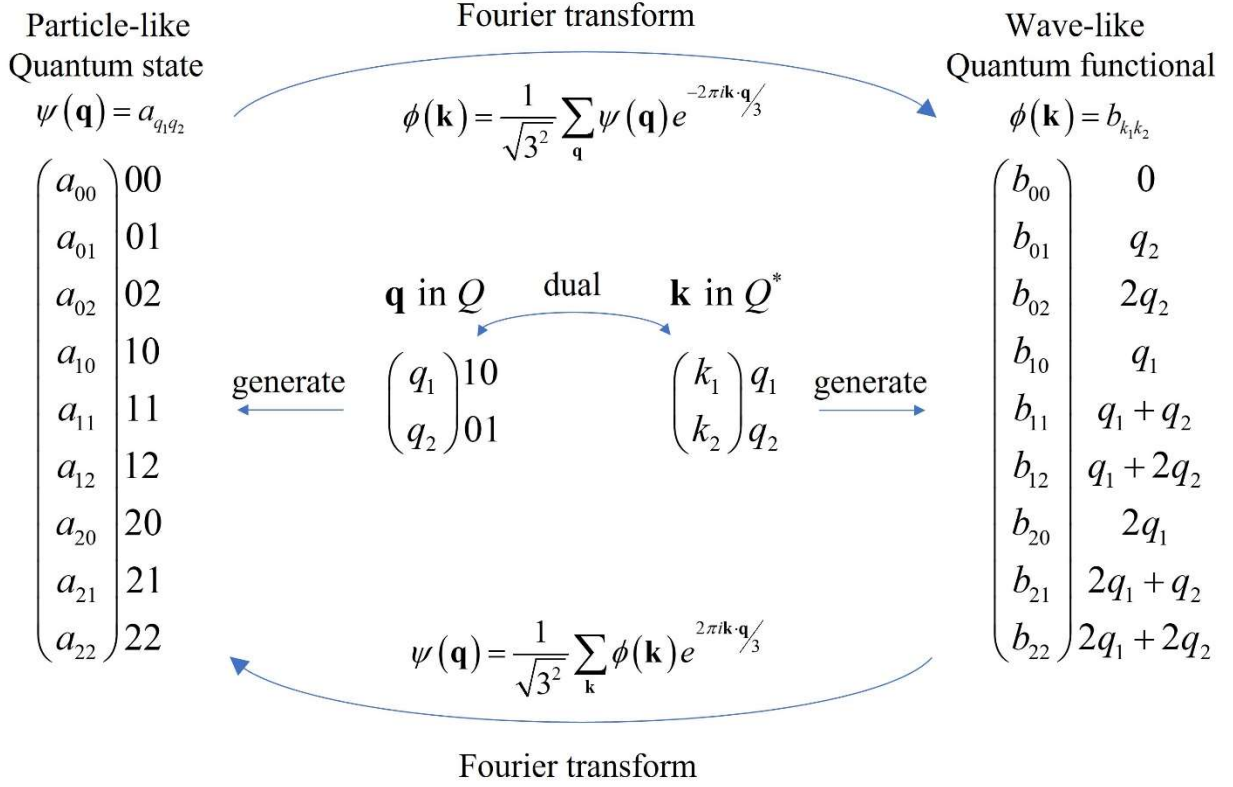 Particle-like
Quantum state
ψ(q) = a_{q₁q₂}
Fourier transform
ϕ(k) = 1/√3² ∑_q ψ(q) e^{−2πik·q/3}
Wave-like
Quantum functional
ϕ(k) = b_{k₁k₂}
a₀₀ 00
a₀₁ 01
a₀₂ 02
a₁₀ 10
a₁₁ 11
a₁₂ 12
a₂₀ 20
a₂₁ 21
a₂₂ 22
generate
q in Q
dual
k in Q*
q₁ 10
q₂ 01
k₁ q₁
k₂ q₂
generate
b₀₀ 0
b₀₁ q₂
b₀₂ 2q₂
b₁₀ q₁
b₁₁ q₁ + q₂
b₁₂ q₁ + 2q₂
b₂₀ 2q₁
b₂₁ 2q₁ + q₂
b₂₂ 2q₁ + 2q₂
ψ(q) = 1/√3² ∑_k ϕ(k) e^{2πik·q/3}
Fourier transform